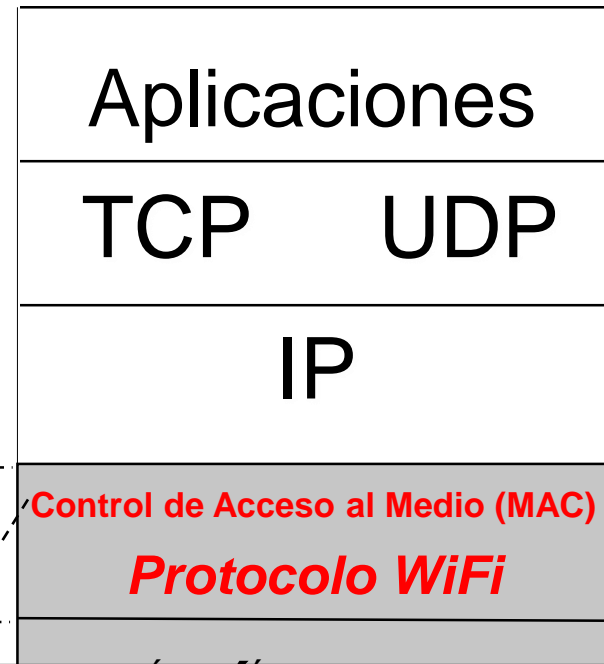 Aplicaciones
TCP UDP
IP
Control de Acceso al Medio (MAC)
Protocolo WiFi